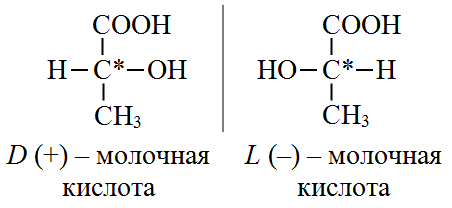 COOH
H–C*–OH
CH₃
D (+) – молочная
кислота
COOH
HO–C*–H
CH₃
L (–) – молочная
кислота